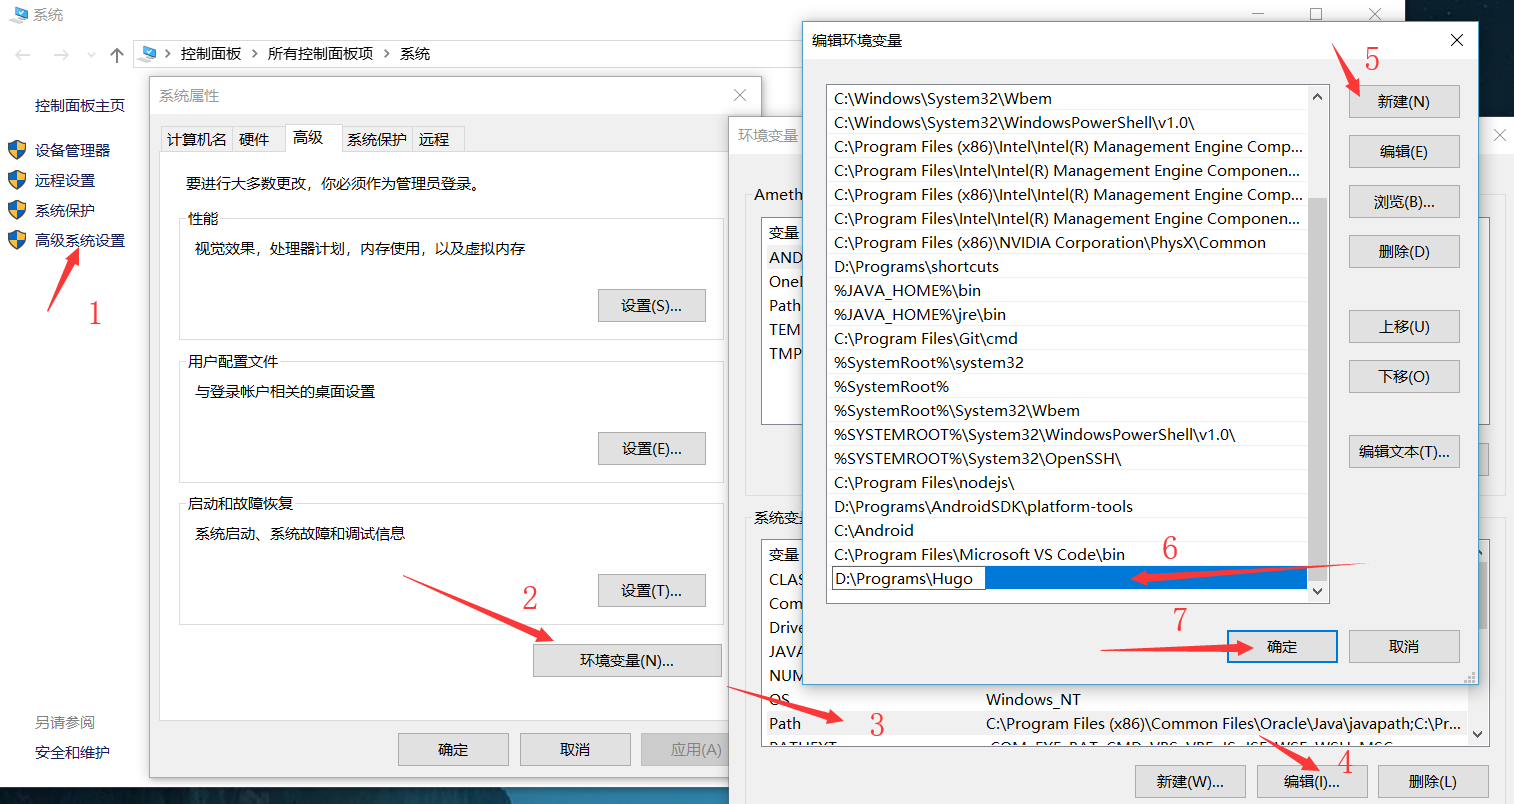 系统
控制面板 > 所有控制面板项 > 系统
控制面板主页
设备管理器
远程设置
系统保护
高级系统设置
1
另请参阅
安全和维护
系统属性
计算机名 硬件 高级 系统保护 远程
要进行大多数更改，你必须作为管理员登录。
性能
视觉效果，处理器计划，内存使用，以及虚拟内存
设置(S)...
用户配置文件
与登录帐户相关的桌面设置
设置(E)...
启动和故障恢复
系统启动、系统故障和调试信息
设置(T)...
2
环境变量(N)...
确定 取消 应用(A)
环境变量
Ameth
变量
AND
OneI
Path
TEM
TMP
系统变
变量
CLAS
Com
Drive
JAVA
NUM
OS Windows_NT
Path C:\Program Files (x86)\Common Files\Oracle\Java\javapath;C:\Pr...
3
PATHEXT .COM;.EXE;.BAT;.CMD;.VBS;.VBE;.JS;.JSE;.WSF;.WSH;.MSC
4
新建(W)... 编辑(I)... 删除(L)
编辑环境变量
C:\Windows\System32\Wbem
C:\Windows\System32\WindowsPowerShell\v1.0\
C:\Program Files (x86)\Intel\Intel(R) Management Engine Comp...
C:\Program Files\Intel\Intel(R) Management Engine Componen...
C:\Program Files (x86)\Intel\Intel(R) Management Engine Comp...
C:\Program Files\Intel\Intel(R) Management Engine Componen...
C:\Program Files (x86)\NVIDIA Corporation\PhysX\Common
D:\Programs\shortcuts
%JAVA_HOME%\bin
%JAVA_HOME%\jre\bin
C:\Program Files\Git\cmd
%SystemRoot%\system32
%SystemRoot%
%SystemRoot%\System32\Wbem
%SYSTEMROOT%\System32\WindowsPowerShell\v1.0\
%SYSTEMROOT%\System32\OpenSSH\
C:\Program Files\nodejs\
D:\Programs\AndroidSDK\platform-tools
C:\Android
C:\Program Files\Microsoft VS Code\bin
D:\Programs\Hugo
5
新建(N)
编辑(E)
浏览(B)...
删除(D)
上移(U)
下移(O)
编辑文本(T)...
6
7
确定 取消